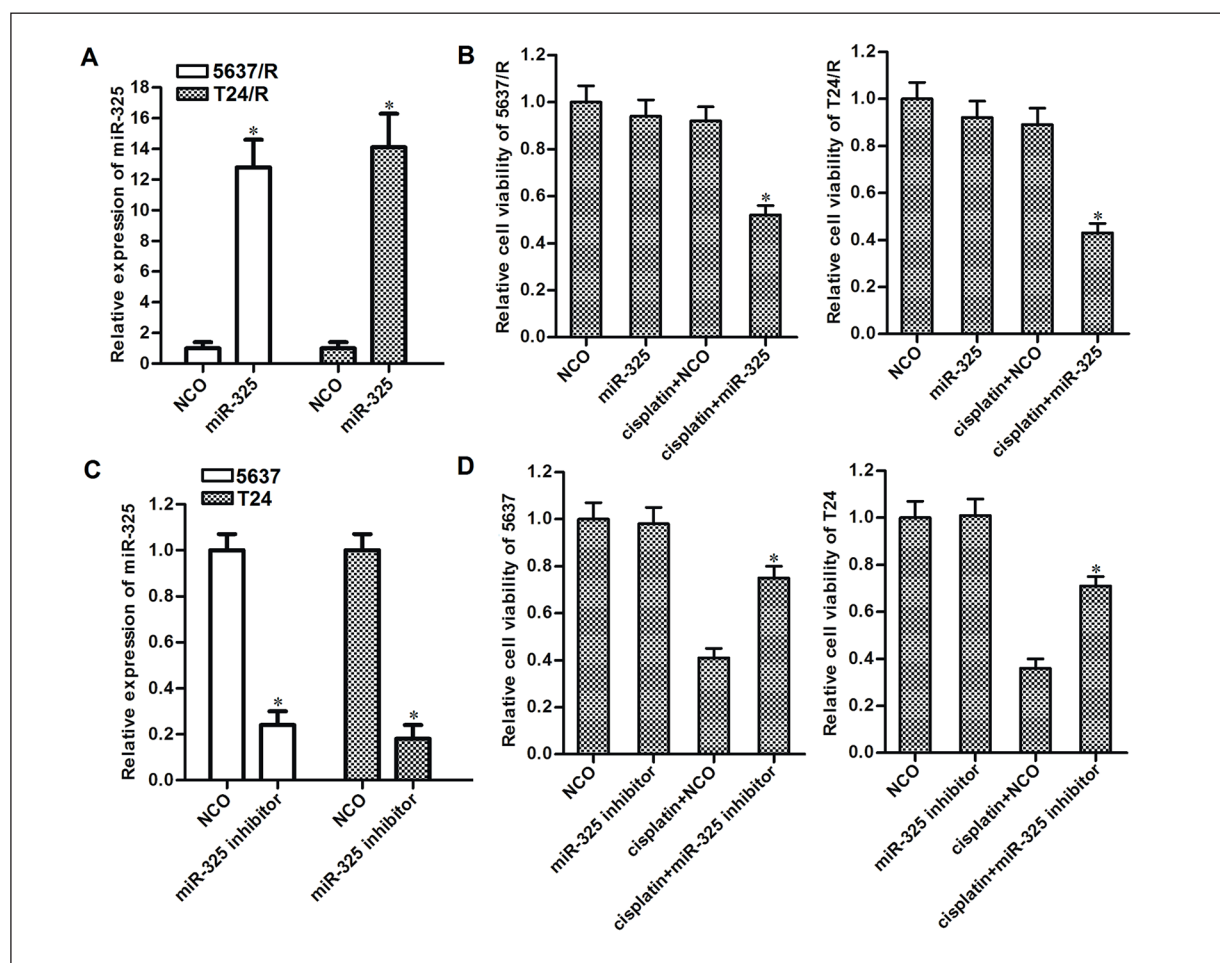 A
5637/R
T24/R
Relative expression of miR-325
18
16
14
12
10
8
6
4
2
0
*
*
NCO
miR-325
NCO
miR-325
B
Relative cell viability of 5637/R
1.2
1.0
0.8
0.6
0.4
0.2
0.0
*
NCO
miR-325
cisplatin+NCO
cisplatin+miR-325
Relative cell viability of T24/R
1.2
1.0
0.8
0.6
0.4
0.2
0.0
*
NCO
miR-325
cisplatin+NCO
cisplatin+miR-325
C
5637
T24
Relative expression of miR-325
1.2
1.0
0.8
0.6
0.4
0.2
0.0
*
*
NCO
miR-325 inhibitor
NCO
miR-325 inhibitor
D
Relative cell viability of 5637
1.2
1.0
0.8
0.6
0.4
0.2
0.0
*
NCO
miR-325 inhibitor
cisplatin+NCO
cisplatin+miR-325 inhibitor
Relative cell viability of T24
1.2
1.0
0.8
0.6
0.4
0.2
0.0
*
NCO
miR-325 inhibitor
cisplatin+NCO
cisplatin+miR-325 inhibitor